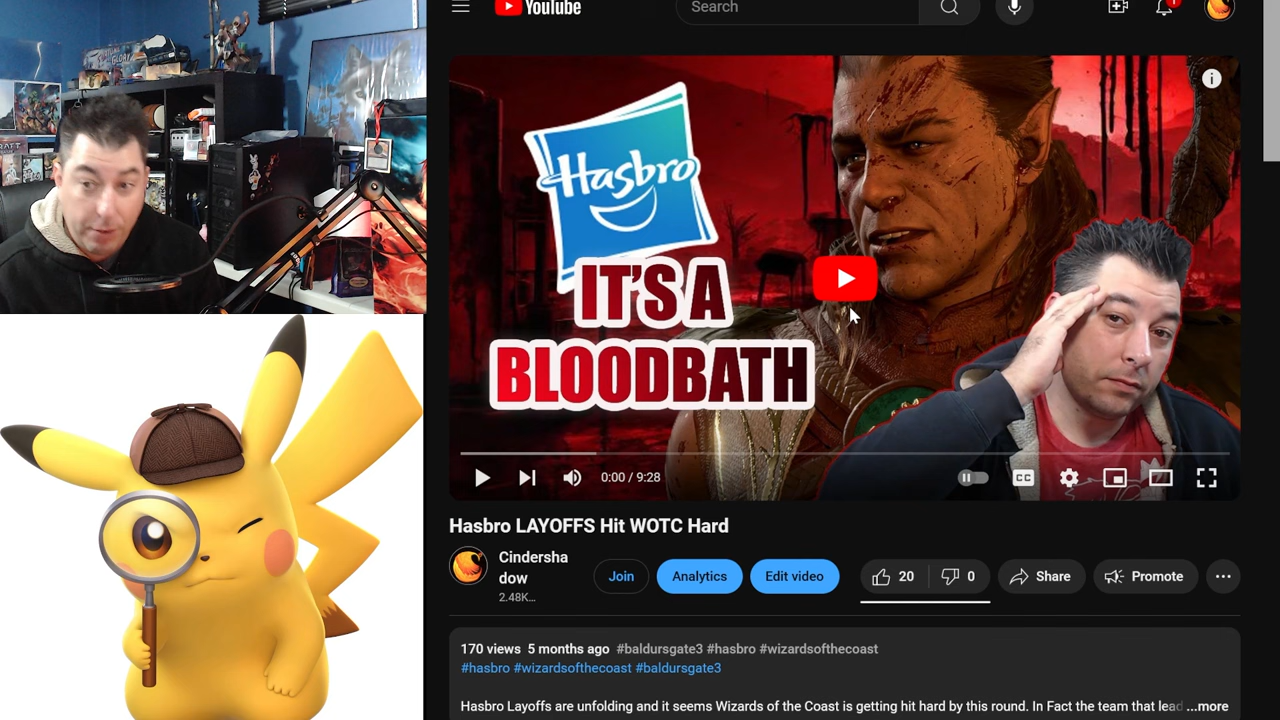 YouTube
Search
Hasbro
IT'S A
BLOODBATH
0:00 / 9:28
CC
Hasbro LAYOFFS Hit WOTC Hard
Cindersha
dow
2.48K...
Join
Analytics
Edit video
20
0
Share
Promote
170 views 5 months ago #baldursgate3 #hasbro #wizardsofthecoast
#hasbro #wizardsofthecoast #baldursgate3
Hasbro Layoffs are unfolding and it seems Wizards of the Coast is getting hit hard by this round. In Fact the team that lead ...more